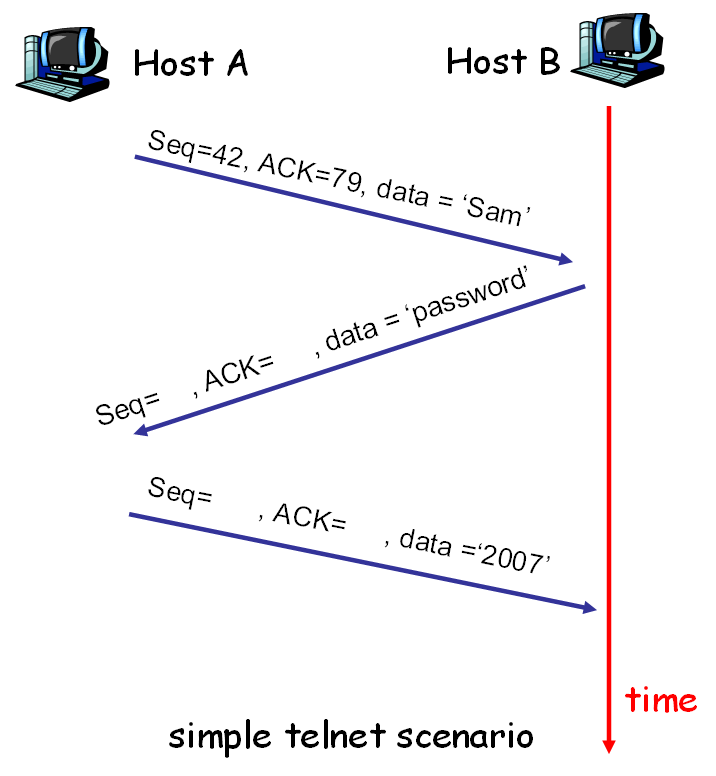 Host A
Host B
Seq=42, ACK=79, data = ‘Sam’
Seq= , ACK= , data = ‘password’
Seq= , ACK= , data =‘2007’
time
simple telnet scenario